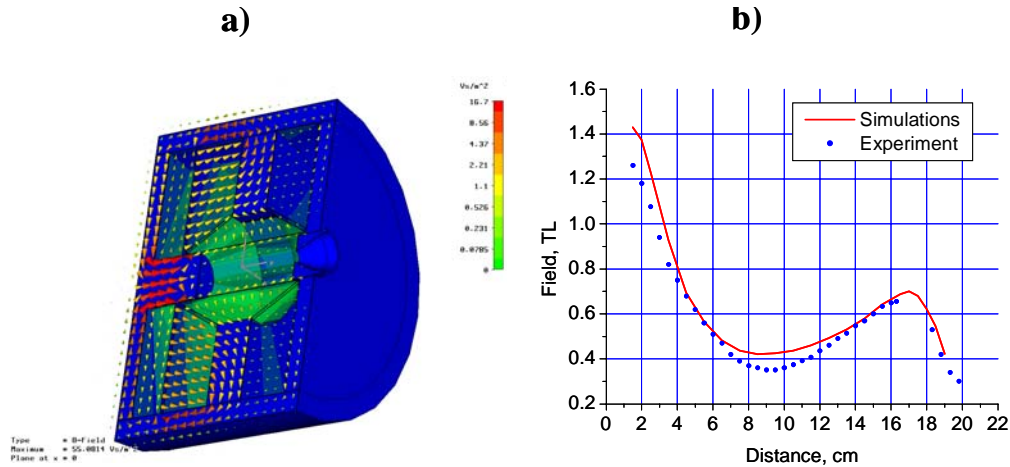 a)
b)
Vs/m^2
16.7
8.56
4.37
2.21
1.1
0.526
0.231
0.0785
0
Type = B-Field
Maximum = 55.0814 Vs/m^2
Plane at x = 0
1.6
1.4
1.2
1.0
0.8
0.6
0.4
0.2
Field, TL
Simulations
Experiment
0 2 4 6 8 10 12 14 16 18 20
Distance, cm